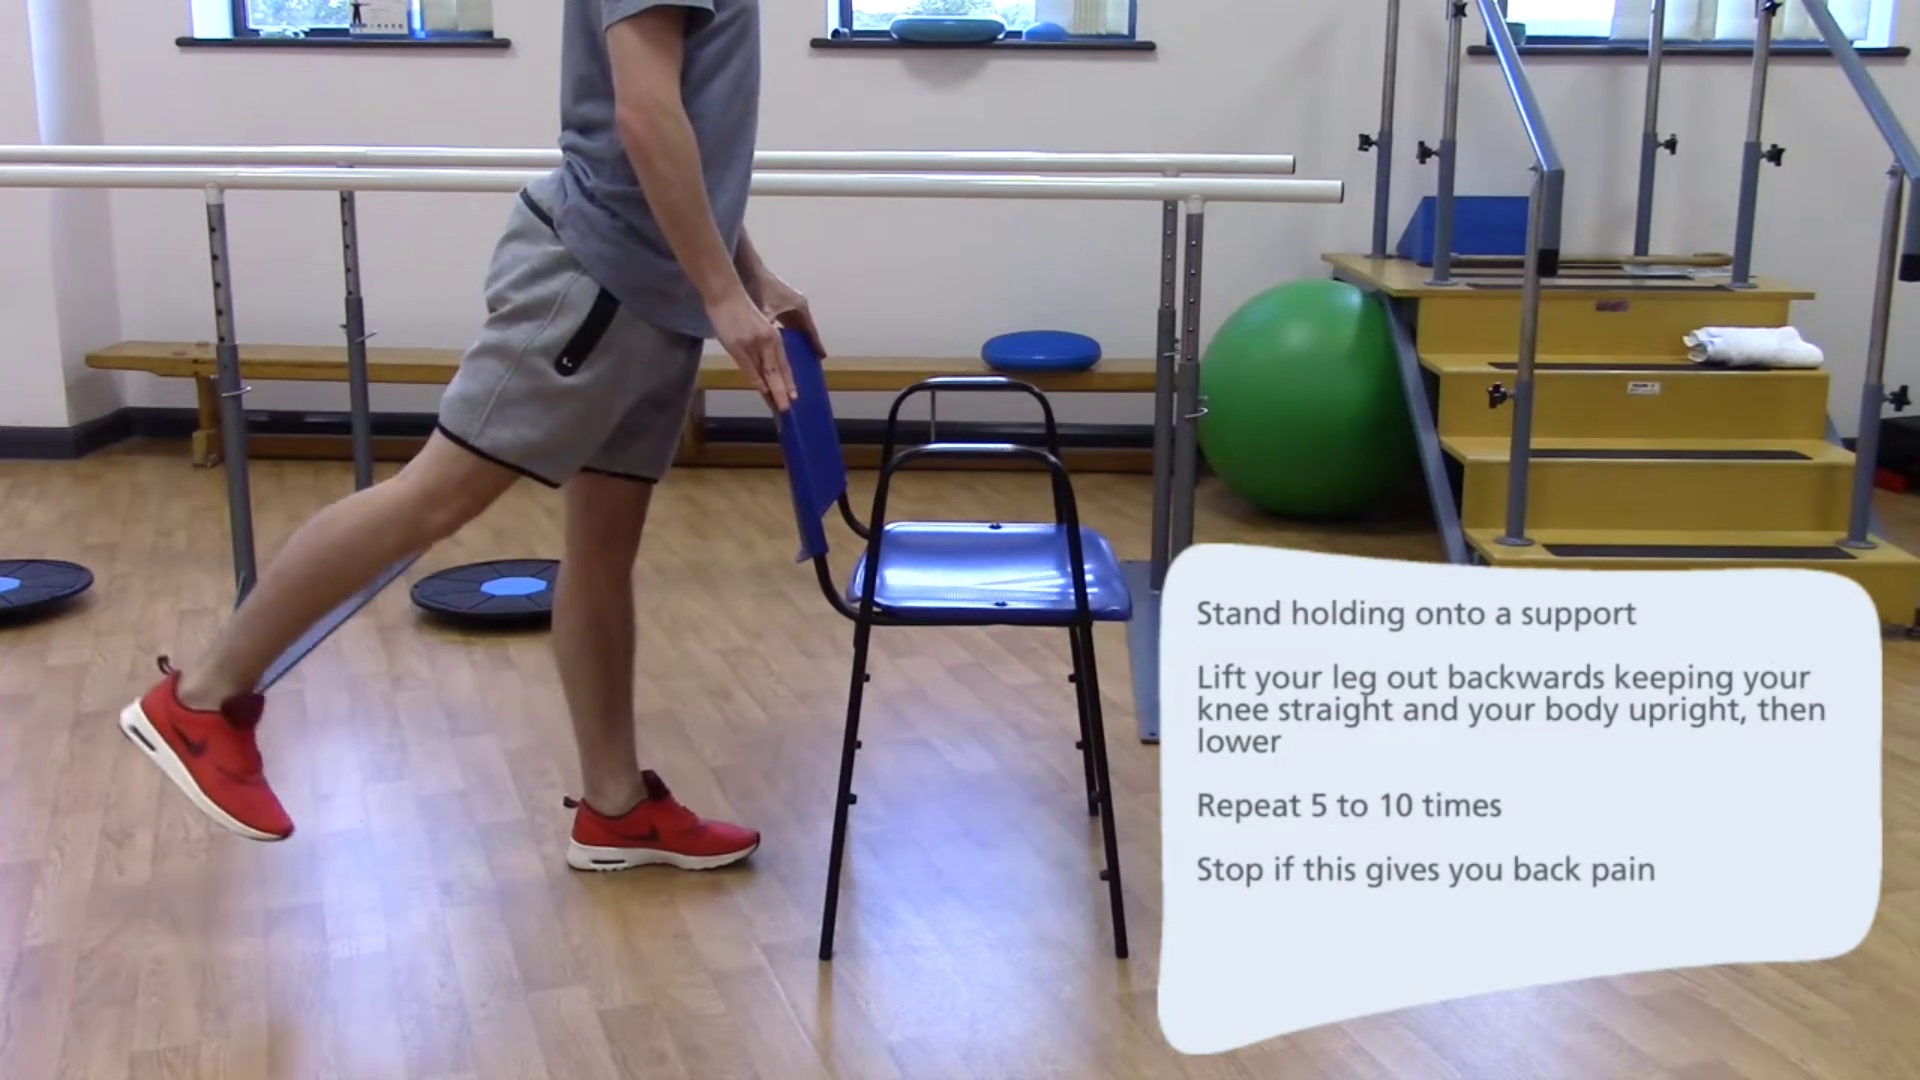 Stand holding onto a support
Lift your leg out backwards keeping your
knee straight and your body upright, then
lower
Repeat 5 to 10 times
Stop if this gives you back pain